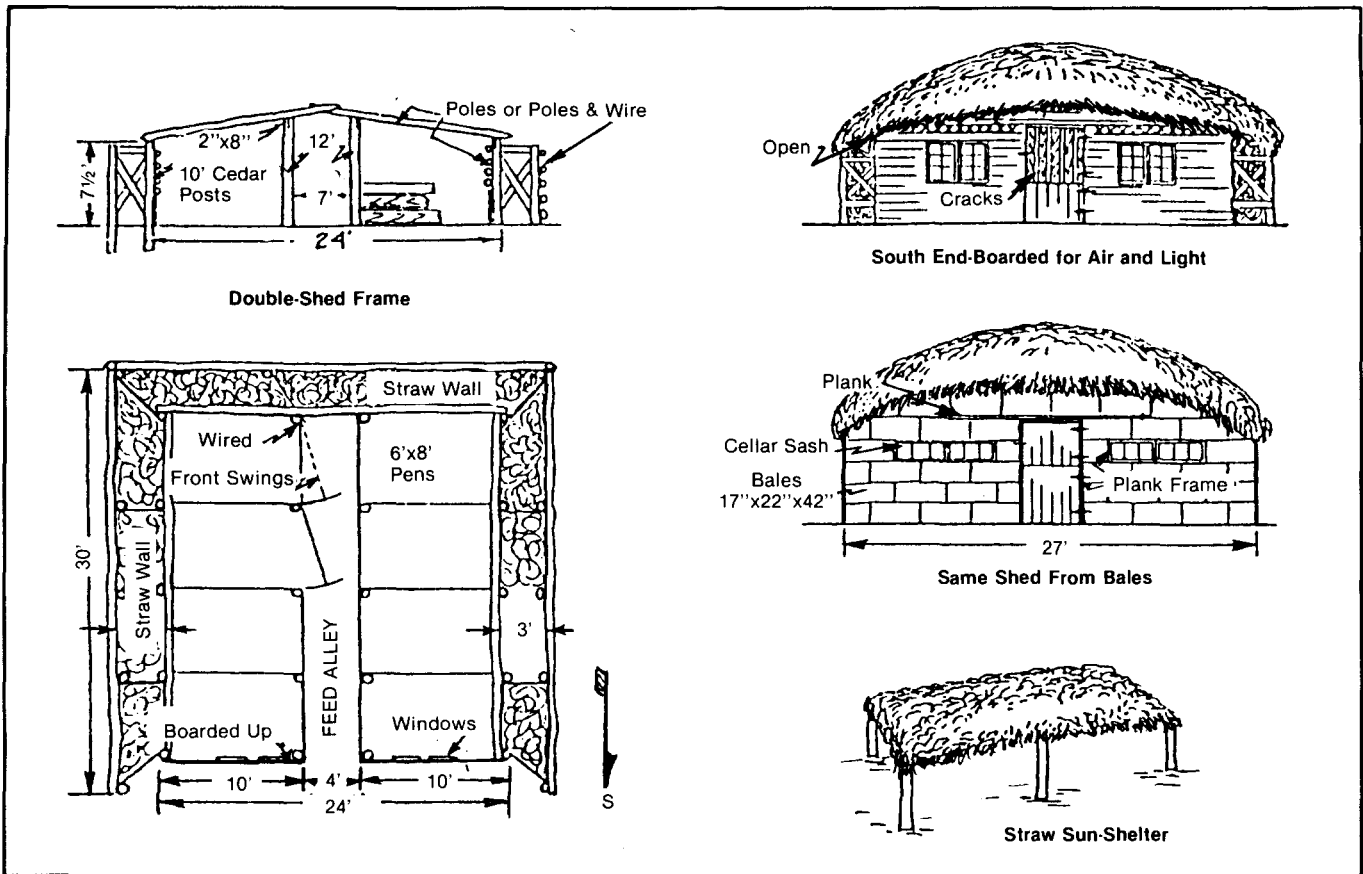 Poles or Poles & Wire
2"x8"
12'
7½'
10' Cedar
Posts
7'
24'
Double-Shed Frame
Open
Cracks
South End-Boarded for Air and Light
Straw Wall
Wired
Front Swings
6'x8'
Pens
30'
Straw Wall
FEED ALLEY
3'
Boarded Up
Windows
10'
4'
10'
24'
S
Plank
Cellar Sash
Bales
17"x22"x42"
Plank Frame
27'
Same Shed From Bales
Straw Sun-Shelter